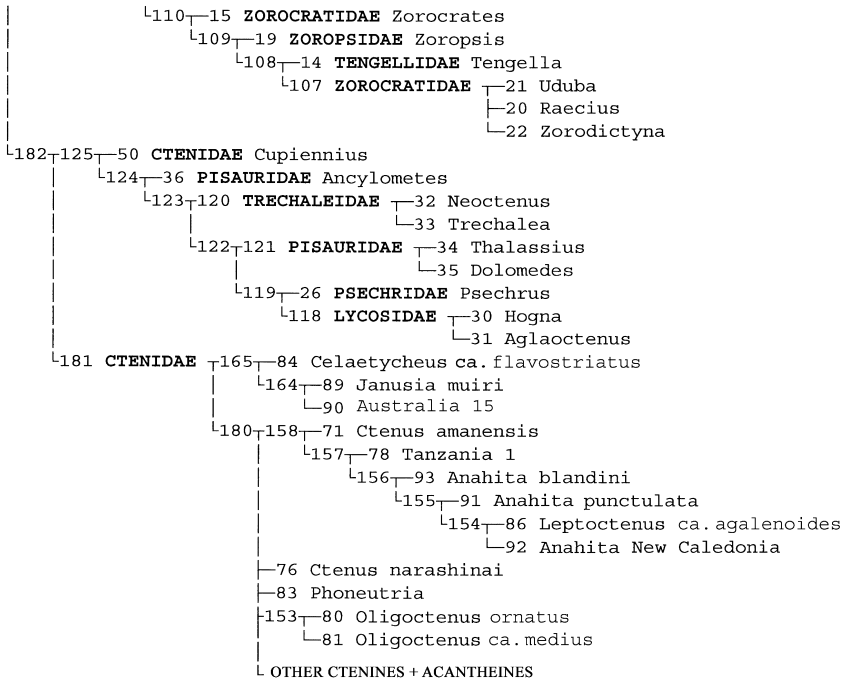 110 15 ZOROCRATIDAE Zorocrates
109 19 ZOROPSIDAE Zoropsis
108 14 TENGELLIDAE Tengella
107 ZOROCRATIDAE 21 Uduba
20 Raecius
22 Zorodictyna
182 125 50 CTENIDAE Cupiennius
124 36 PISAURIDAE Ancylometes
123 120 TRECHALEIDAE 32 Neoctenus
33 Trechalea
122 121 PISAURIDAE 34 Thalassius
35 Dolomedes
119 26 PSECHRIDAE Psechrus
118 LYCOSIDAE 30 Hogna
31 Aglaoctenus
181 CTENIDAE 165 84 Celaetycheus ca. flavostriatus
164 89 Janusia muiri
90 Australia 15
180 158 71 Ctenus amanensis
157 78 Tanzania 1
156 93 Anahita blandini
155 91 Anahita punctulata
154 86 Leptoctenus ca. agalenoides
92 Anahita New Caledonia
76 Ctenus narashinai
83 Phoneutria
153 80 Oligoctenus ornatus
81 Oligoctenus ca. medius
OTHER CTENINES + ACANTHEINES